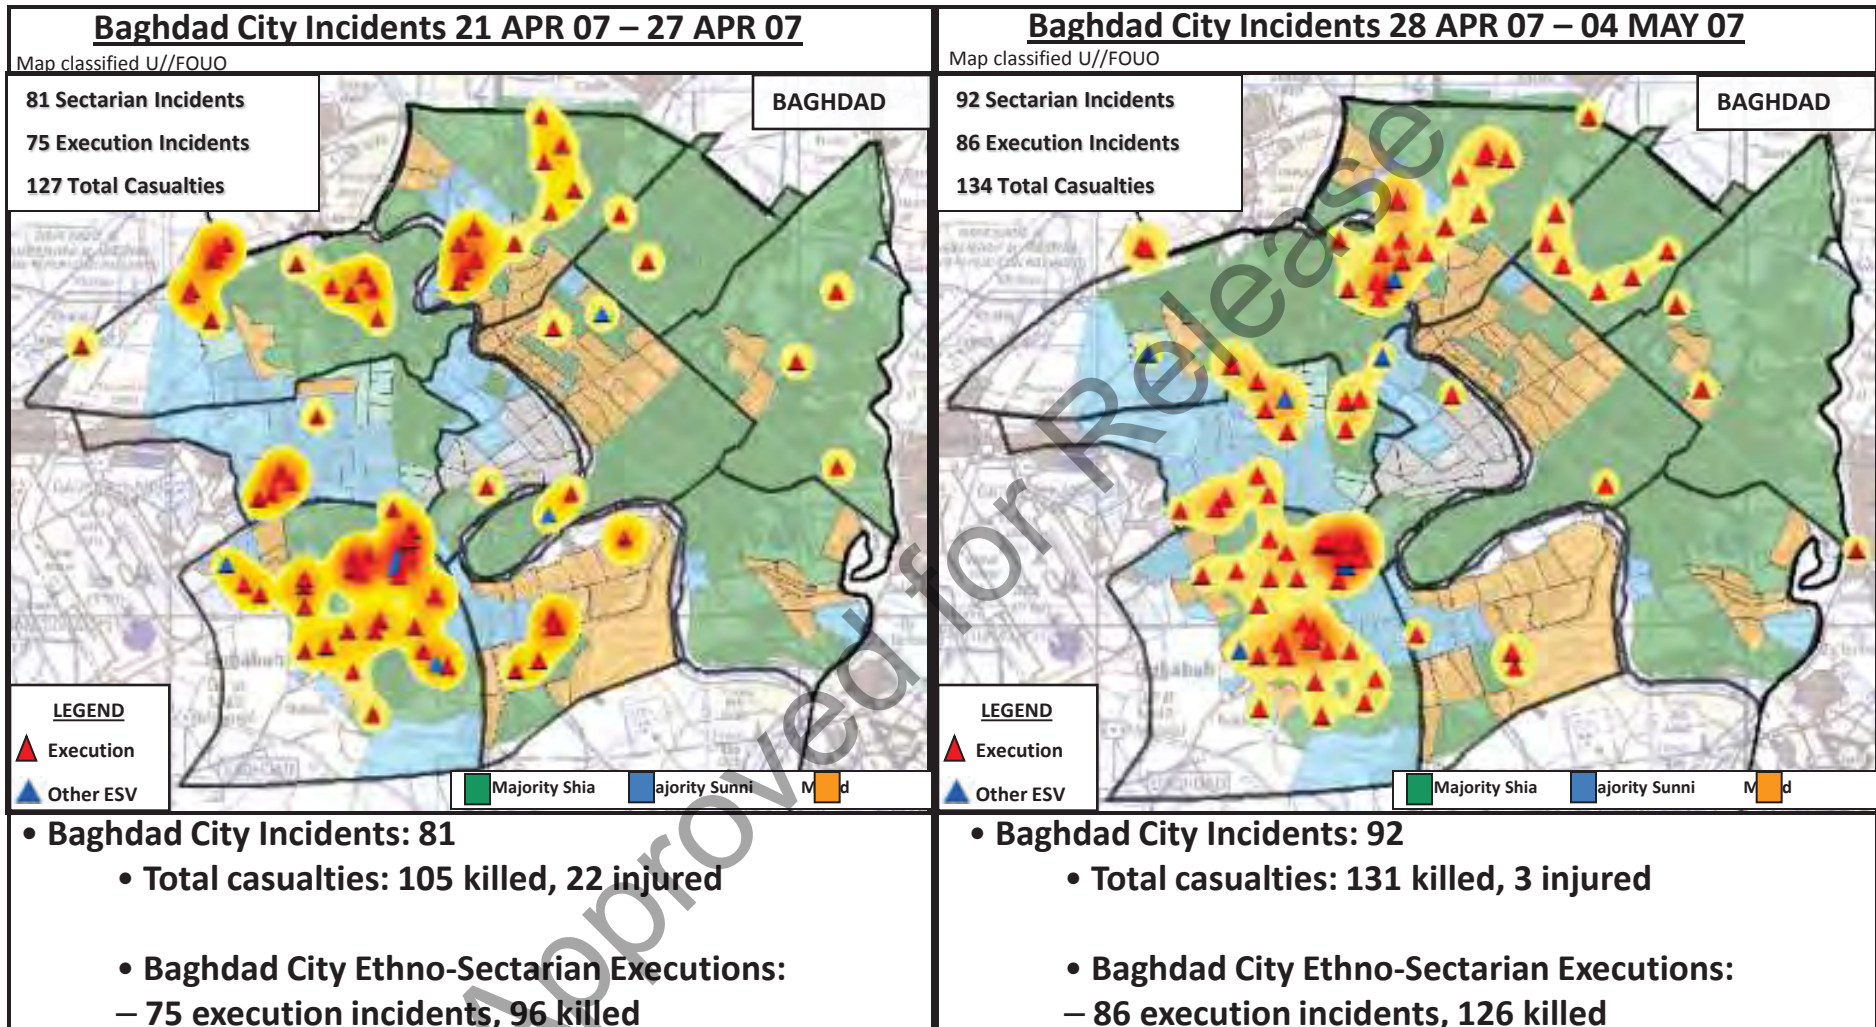 Baghdad City Incidents 21 APR 07 – 27 APR 07
Map classified U//FOUO
81 Sectarian Incidents
75 Execution Incidents
127 Total Casualties
BAGHDAD
LEGEND
Execution
Other ESV
Majority Shia
ajority Sunni
M d
• Baghdad City Incidents: 81
• Total casualties: 105 killed, 22 injured
• Baghdad City Ethno-Sectarian Executions:
– 75 execution incidents, 96 killed
Baghdad City Incidents 28 APR 07 – 04 MAY 07
Map classified U//FOUO
92 Sectarian Incidents
86 Execution Incidents
134 Total Casualties
BAGHDAD
LEGEND
Execution
Other ESV
Majority Shia
ajority Sunni
M d
• Baghdad City Incidents: 92
• Total casualties: 131 killed, 3 injured
• Baghdad City Ethno-Sectarian Executions:
– 86 execution incidents, 126 killed
Approved for Release